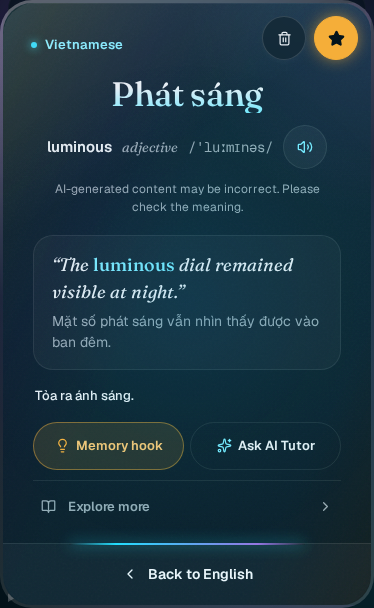 Vietnamese
Phát sáng
luminous adjective /ˈluːmɪnəs/
AI-generated content may be incorrect. Please
check the meaning.
“The luminous dial remained
visible at night.”
Mặt số phát sáng vẫn nhìn thấy được vào
ban đêm.
Tỏa ra ánh sáng.
Memory hook
Ask AI Tutor
Explore more
Back to English